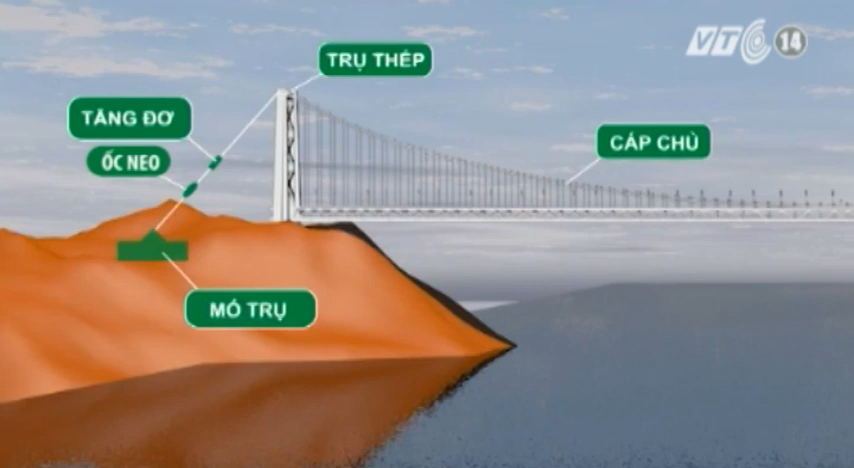 VTC 14
TRỤ THÉP
TĂNG ĐƠ
ỐC NEO
CÁP CHỦ
MÓ TRỤ